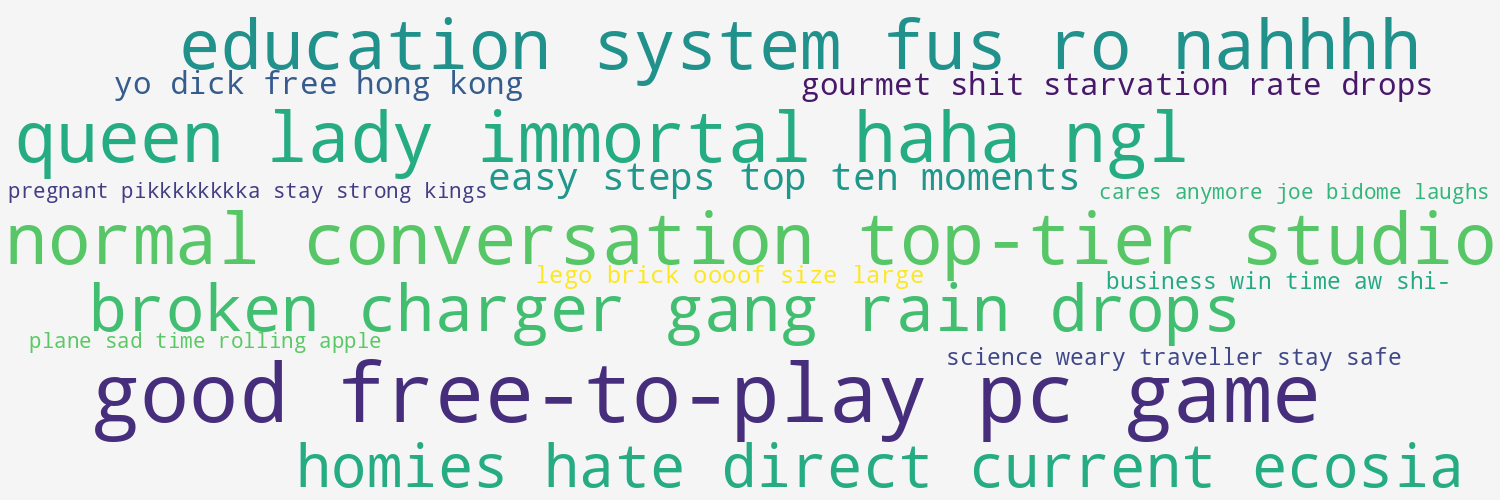 education system fus ro nahhhh
yo dick free hong kong
gourmet shit starvation rate drops
queen lady immortal haha ngl
easy steps top ten moments
pregnant pikkkkkkkka stay strong kings
cares anymore joe bidome laughs
normal conversation top-tier studio
lego brick oooof size large
business win time aw shi-
broken charger gang rain drops
plane sad time rolling apple
science weary traveller stay safe
good free-to-play pc game
homies hate direct current ecosia